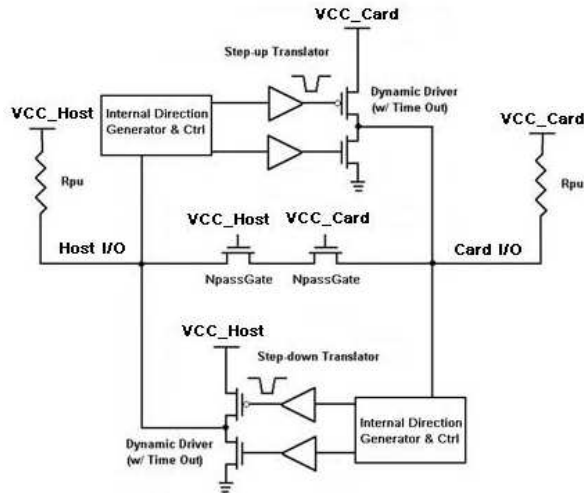 VCC_Card
Step-up Translator
Dynamic Driver
(w/ Time Out)
VCC_Host
Internal Direction
Generator & Ctrl
VCC_Card
Rpu
Rpu
VCC_Host
VCC_Card
Host I/O
Card I/O
NpassGate
NpassGate
VCC_Host
Step-down Translator
Internal Direction
Generator & Ctrl
Dynamic Driver
(w/ Time Out)